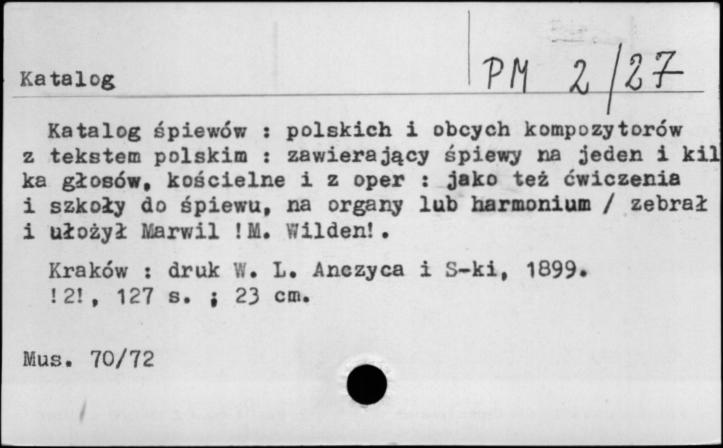 PM 2/27
Katalog
Katalog śpiewów : polskich i obcych kompozytorów
z tekstem polskim : zawierający śpiewy na jeden i kil
ka głosów, kościelne i z oper : jako też ćwiczenia
i szkoły do śpiewu, na organy lub harmonium / zebrał
i ułożył Marwil !M. Wilden!.
Kraków : druk W. L. Anczyca i S-ki, 1899.
!2!, 127 s. ; 23 cm.
Mus. 70/72